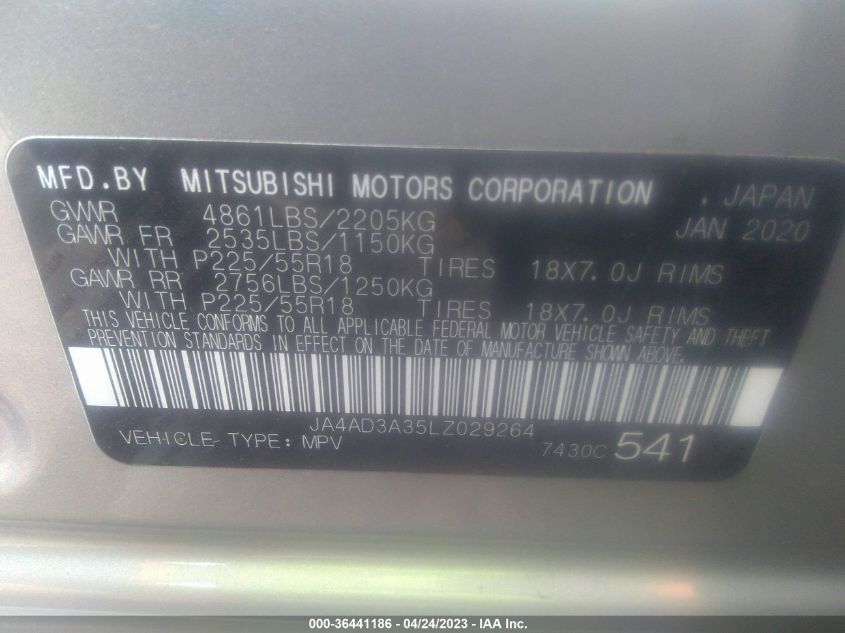 MFD.BY MITSUBISHI MOTORS CORPORATION . JAPAN
GVWR 4861LBS/2205KG JAN 2020
GAWR FR 2535LBS/1150KG
WITH P225/55R18 TIRES 18X7.0J RIMS
GAWR RR 2756LBS/1250KG
WITH P225/55R18 TIRES 18X7.0J RIMS
THIS VEHICLE CONFORMS TO ALL APPLICABLE FEDERAL MOTOR VEHICLE SAFETY AND THEFT
PREVENTION STANDARDS IN EFFECT ON THE DATE OF MANUFACTURE SHOWN ABOVE.
JA4AD3A35LZ029264
VEHICLE TYPE: MPV 7430C 541
000-36441186 - 04/24/2023 - IAA Inc.